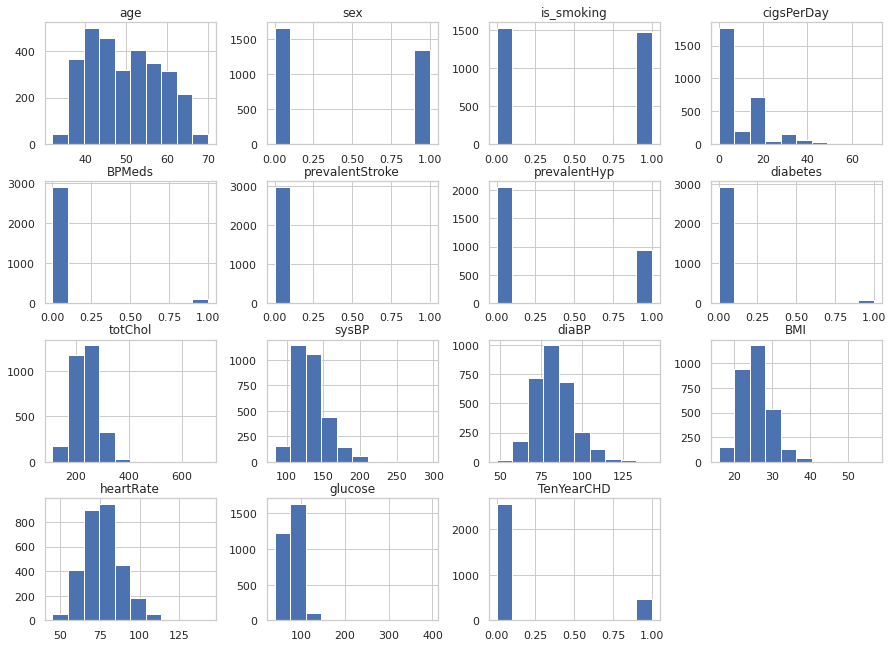 age sex is_smoking cigsPerDay
400 200 0
1500 1000 500 0
1500 1000 500 0
1500 1000 500 0
40 50 60 70
0.00 0.25 0.50 0.75 1.00
0.00 0.25 0.50 0.75 1.00
0 20 40 60
BPMeds prevalentStroke prevalentHyp diabetes
3000 2000 1000 0
3000 2000 1000 0
2000 1500 1000 500 0
3000 2000 1000 0
0.00 0.25 0.50 0.75 1.00
0.00 0.25 0.50 0.75 1.00
0.00 0.25 0.50 0.75 1.00
0.00 0.25 0.50 0.75 1.00
totChol sysBP diaBP BMI
1000 500 0
1000 750 500 250 0
1000 750 500 250 0
1000 750 500 250 0
200 400 600
100 150 200 250 300
50 75 100 125
20 30 40 50
heartRate glucose TenYearCHD
800 600 400 200 0
1500 1000 500 0
2000 1000 0
50 75 100 125
100 200 300 400
0.00 0.25 0.50 0.75 1.00